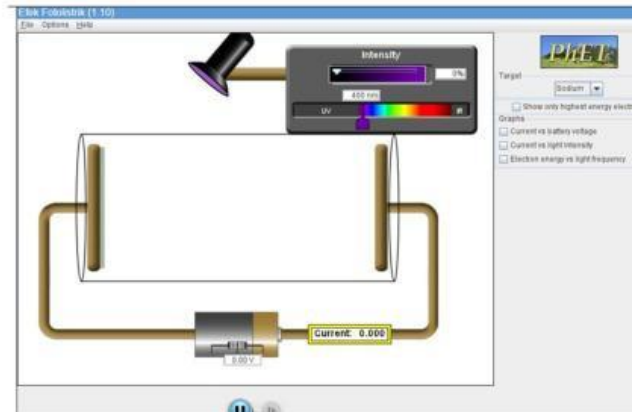 Efek Fotolistrik (1.10)
File Options Help
Intensity
0%
400 nm
UV
IR
PhET
Target
Sodium
Show only highest energy electr
Graphs
Current vs battery voltage
Current vs light intensity
Electron energy vs light frequency
Current: 0.000
0.00 V